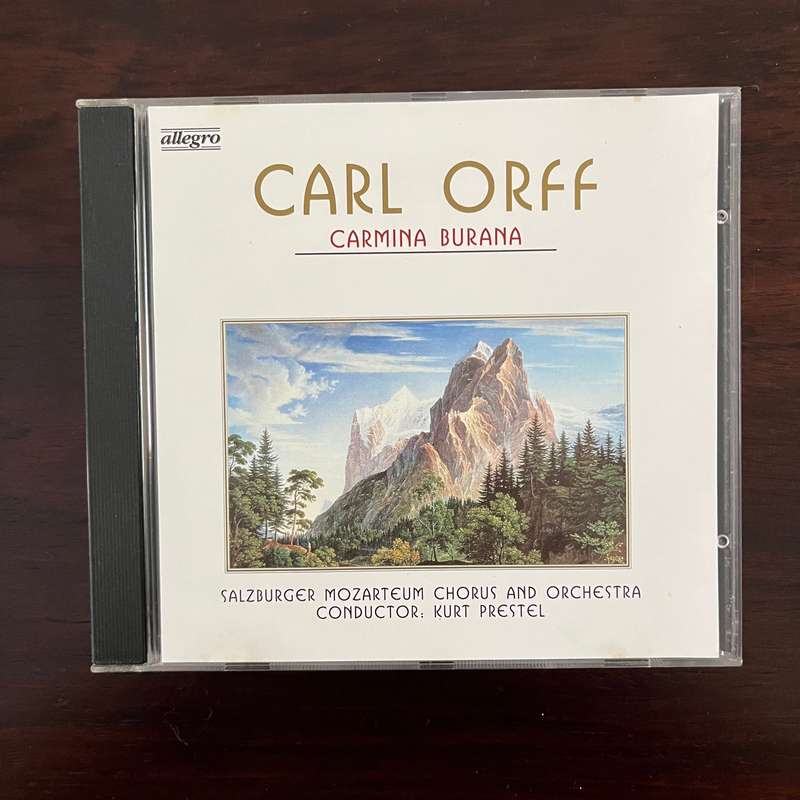 allegro
CARL ORFF
CARMINA BURANA
SALZBURGER MOZARTEUM CHORUS AND ORCHESTRA
CONDUCTOR: KURT PRESTEL